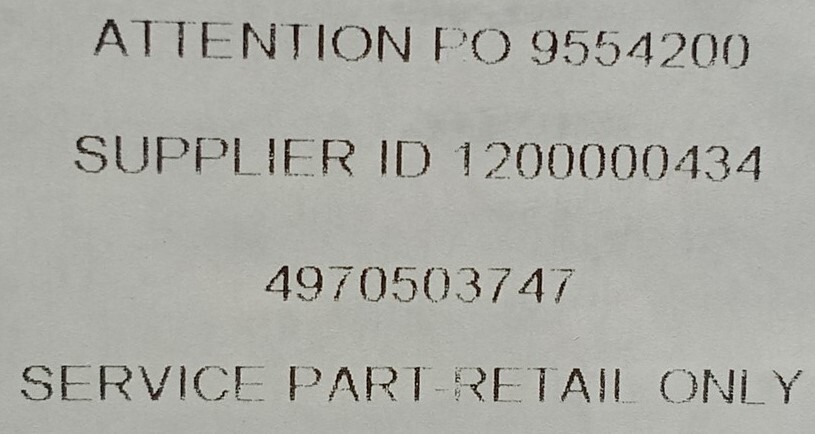 ATTENTION PO 9554200
SUPPLIER ID 1200000434
4970503747
SERVICE PART-RETAIL ONLY